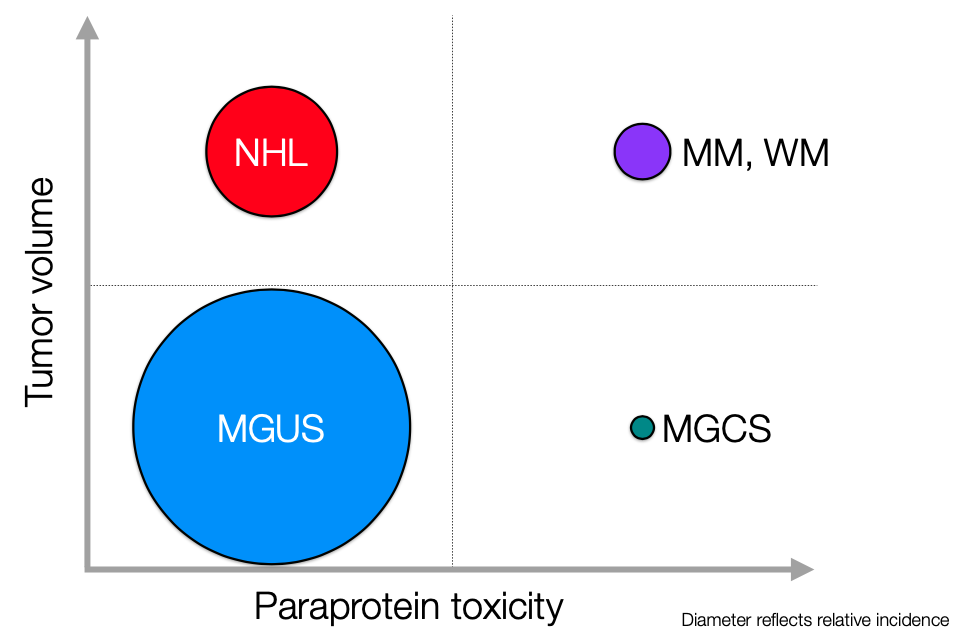 NHL
MM, WM
Tumor volume
MGUS
MGCS
Paraprotein toxicity
Diameter reflects relative incidence